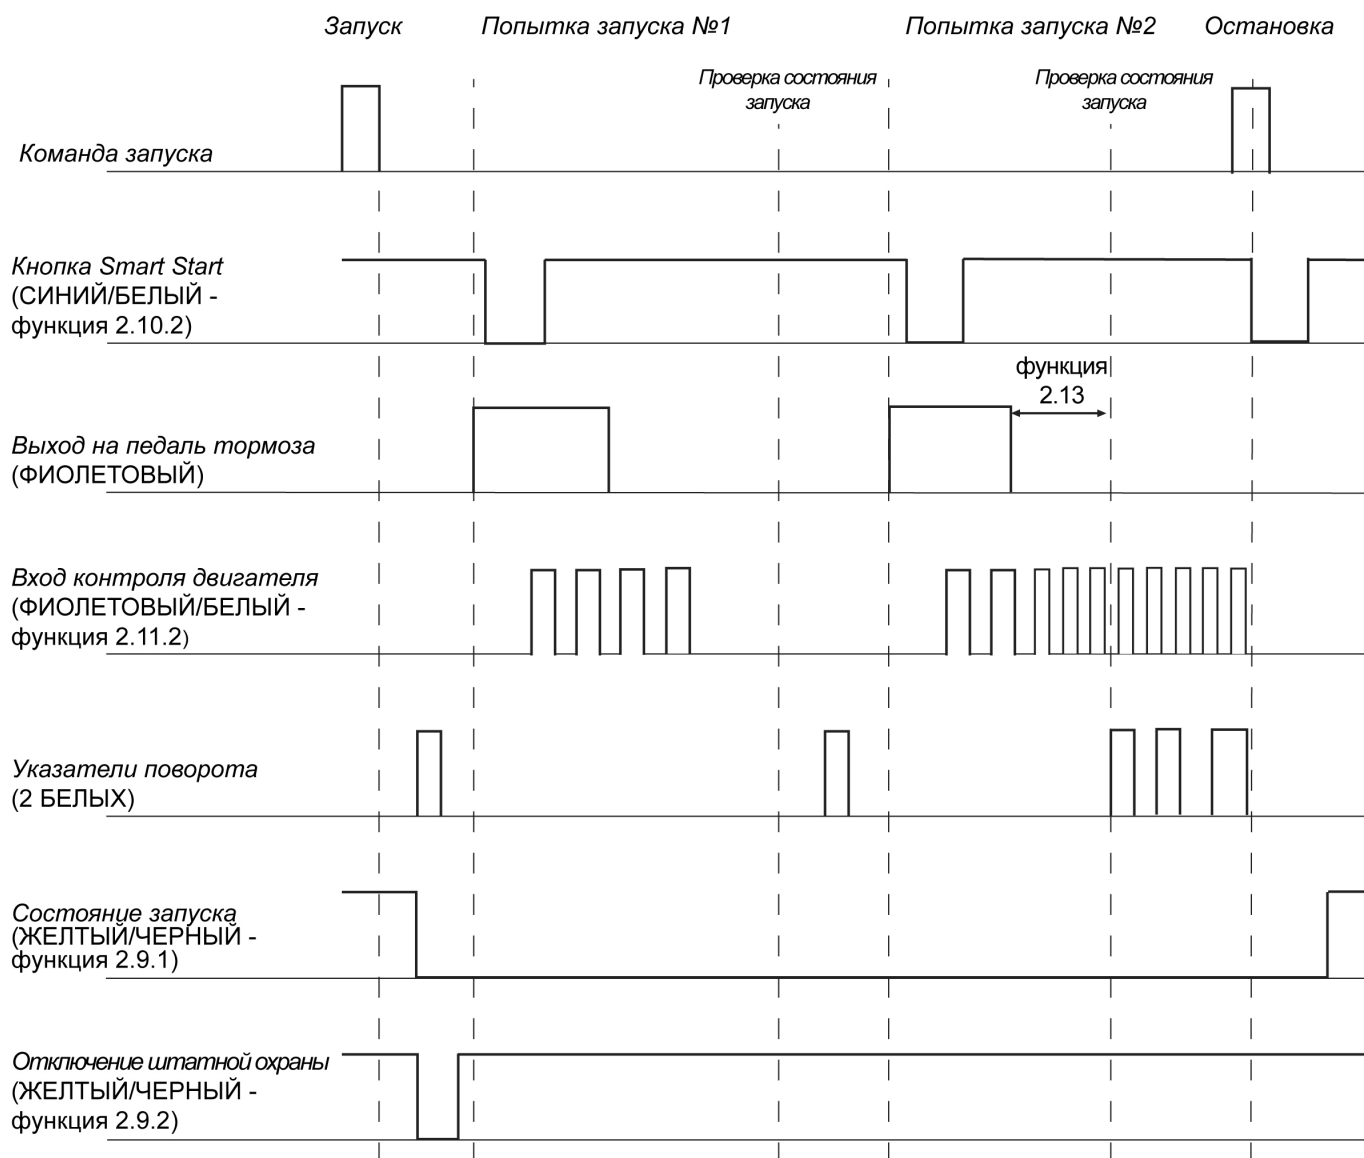 Запуск
Попытка запуска №1
Попытка запуска №2
Остановка
Проверка состояния
запуска
Проверка состояния
запуска
Команда запуска
Кнопка Smart Start
(СИНИЙ/БЕЛЫЙ -
функция 2.10.2)
функция
2.13
Выход на педаль тормоза
(ФИОЛЕТОВЫЙ)
Вход контроля двигателя
(ФИОЛЕТОВЫЙ/БЕЛЫЙ -
функция 2.11.2)
Указатели поворота
(2 БЕЛЫХ)
Состояние запуска
(ЖЕЛТЫЙ/ЧЕРНЫЙ -
функция 2.9.1)
Отключение штатной охраны
(ЖЕЛТЫЙ/ЧЕРНЫЙ -
функция 2.9.2)